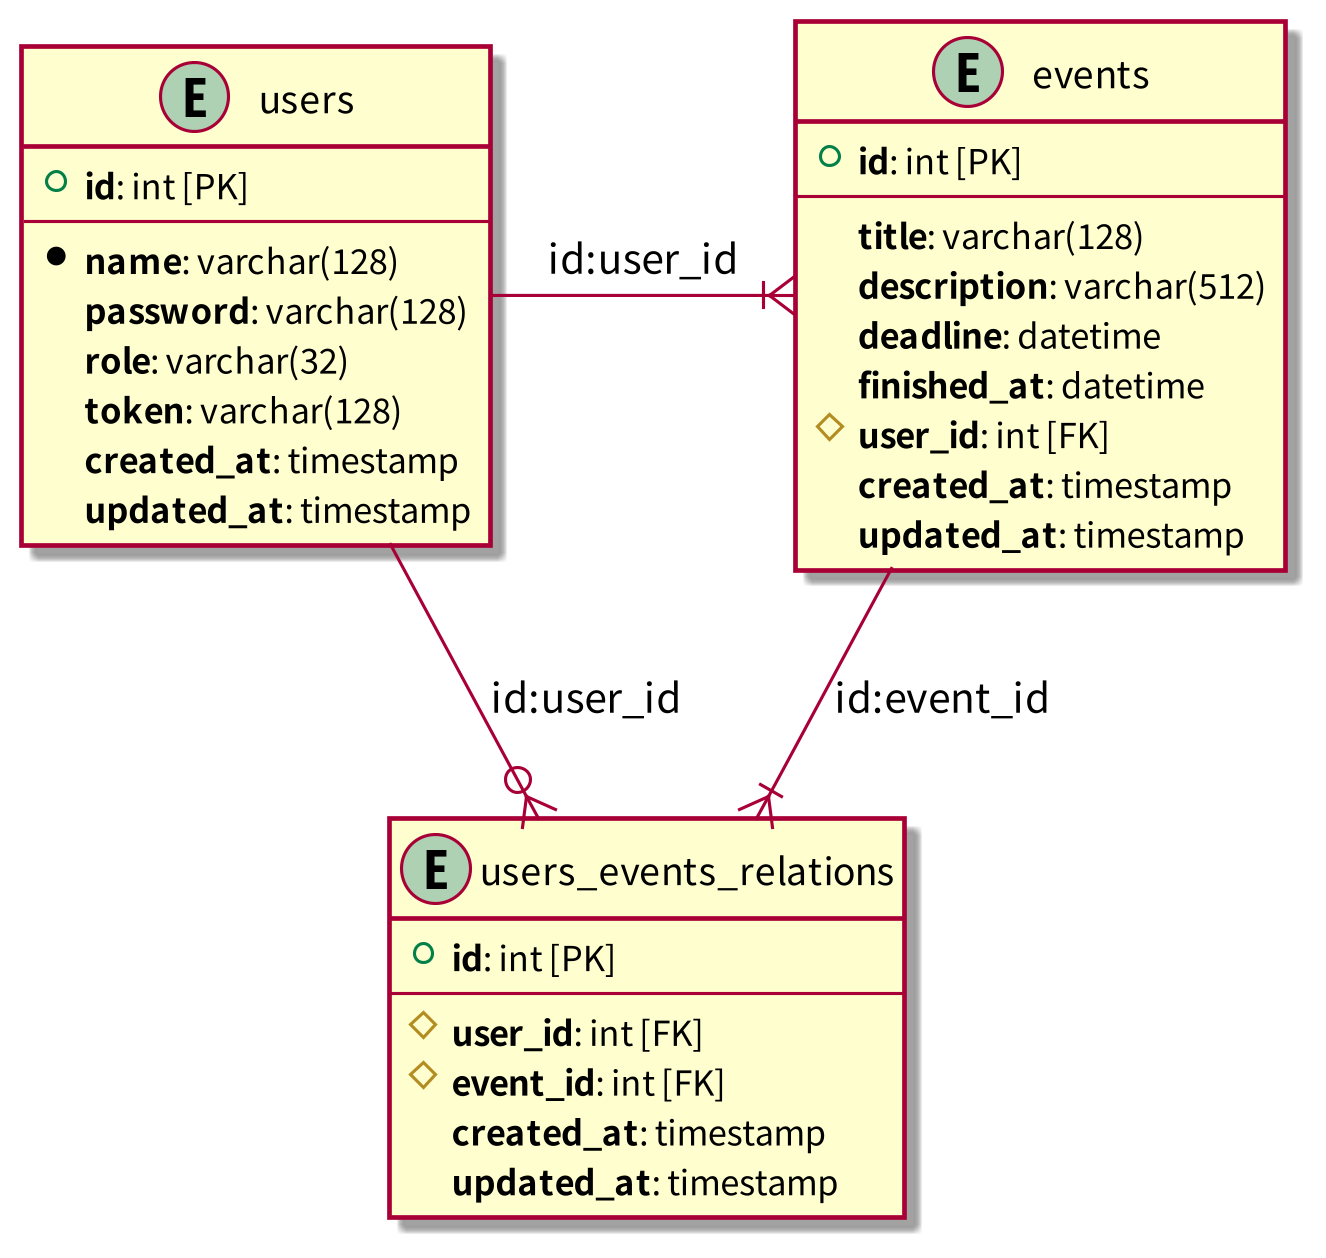 E users
id: int [PK]
name: varchar(128)
password: varchar(128)
role: varchar(32)
token: varchar(128)
created_at: timestamp
updated_at: timestamp
id:user_id
E events
id: int [PK]
title: varchar(128)
description: varchar(512)
deadline: datetime
finished_at: datetime
user_id: int [FK]
created_at: timestamp
updated_at: timestamp
id:user_id
id:event_id
E users_events_relations
id: int [PK]
user_id: int [FK]
event_id: int [FK]
created_at: timestamp
updated_at: timestamp